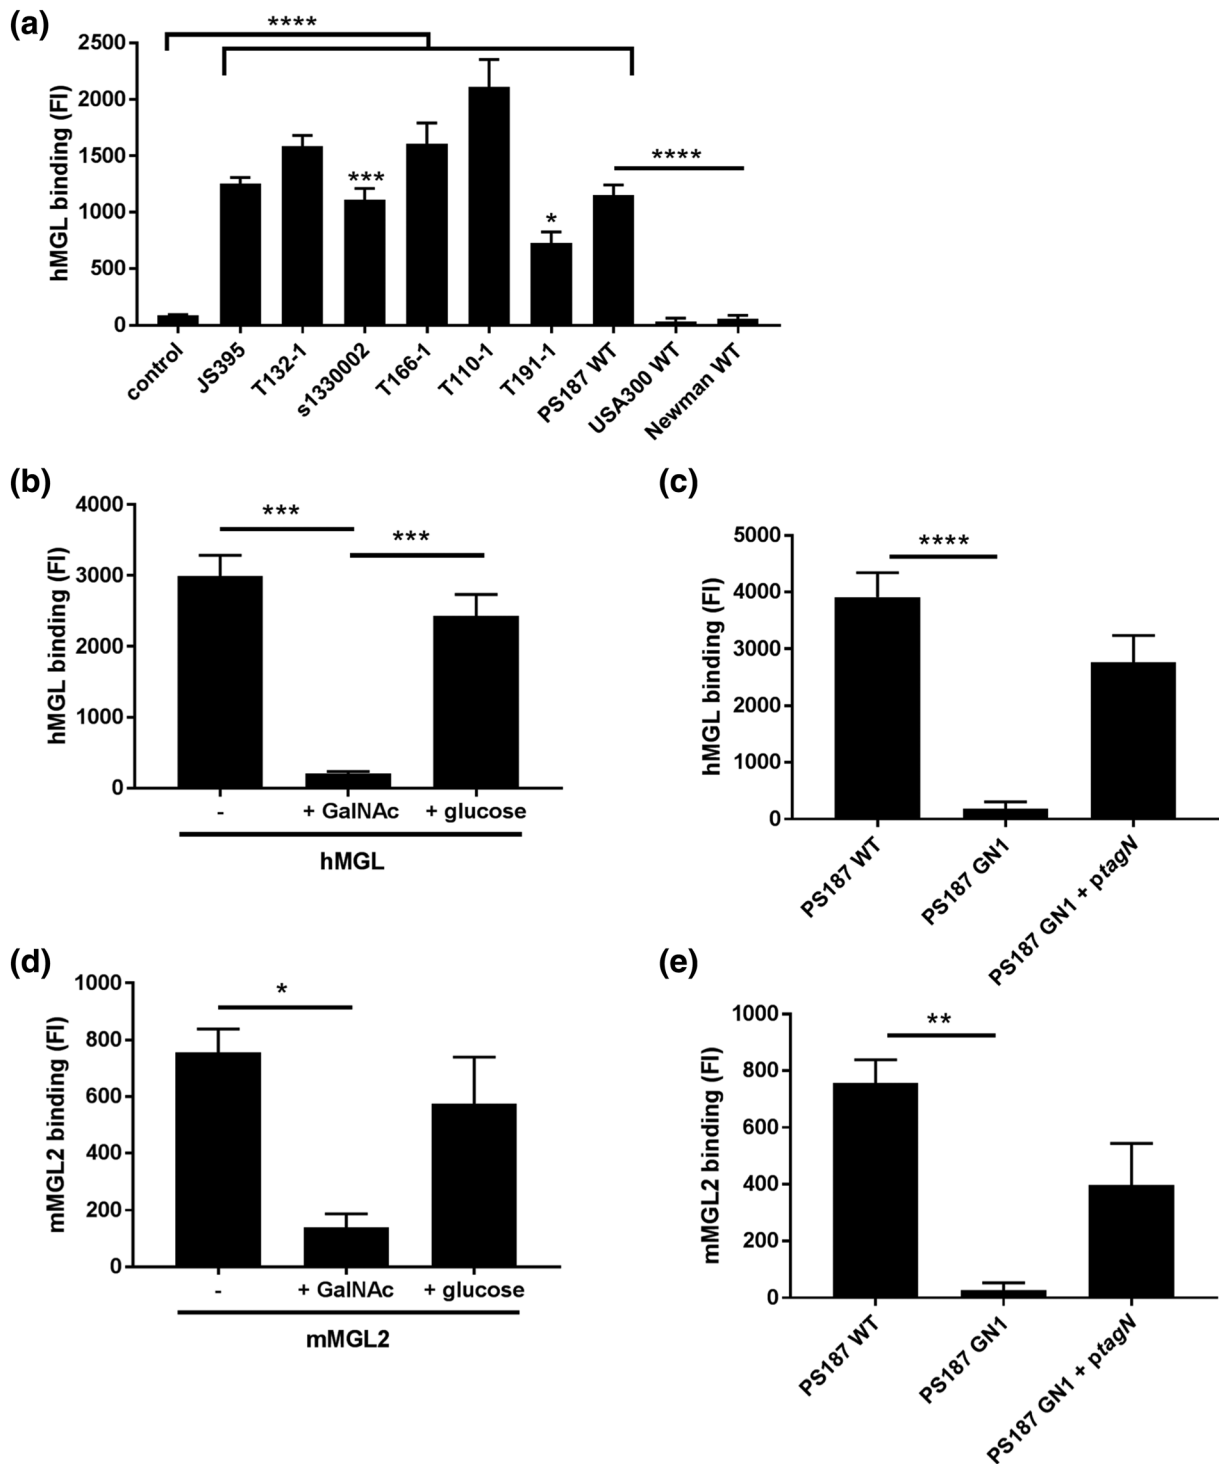 (a)
****
hMGL binding (FI)
2500
2000
1500
1000
500
0
***
*
****
control
JS395
T132-1
s1330002
T166-1
T110-1
T191-1
PS187 WT
USA300 WT
Newman WT
(b)
hMGL binding (FI)
4000
3000
2000
1000
0
***
***
- + GalNAc + glucose
hMGL
(c)
hMGL binding (FI)
5000
4000
3000
2000
1000
0
****
PS187 WT
PS187 GN1
PS187 GN1 + ptagN
(d)
mMGL2 binding (FI)
1000
800
600
400
200
0
*
- + GalNAc + glucose
mMGL2
(e)
mMGL2 binding (FI)
1000
800
600
400
200
0
**
PS187 WT
PS187 GN1
PS187 GN1 + ptagN